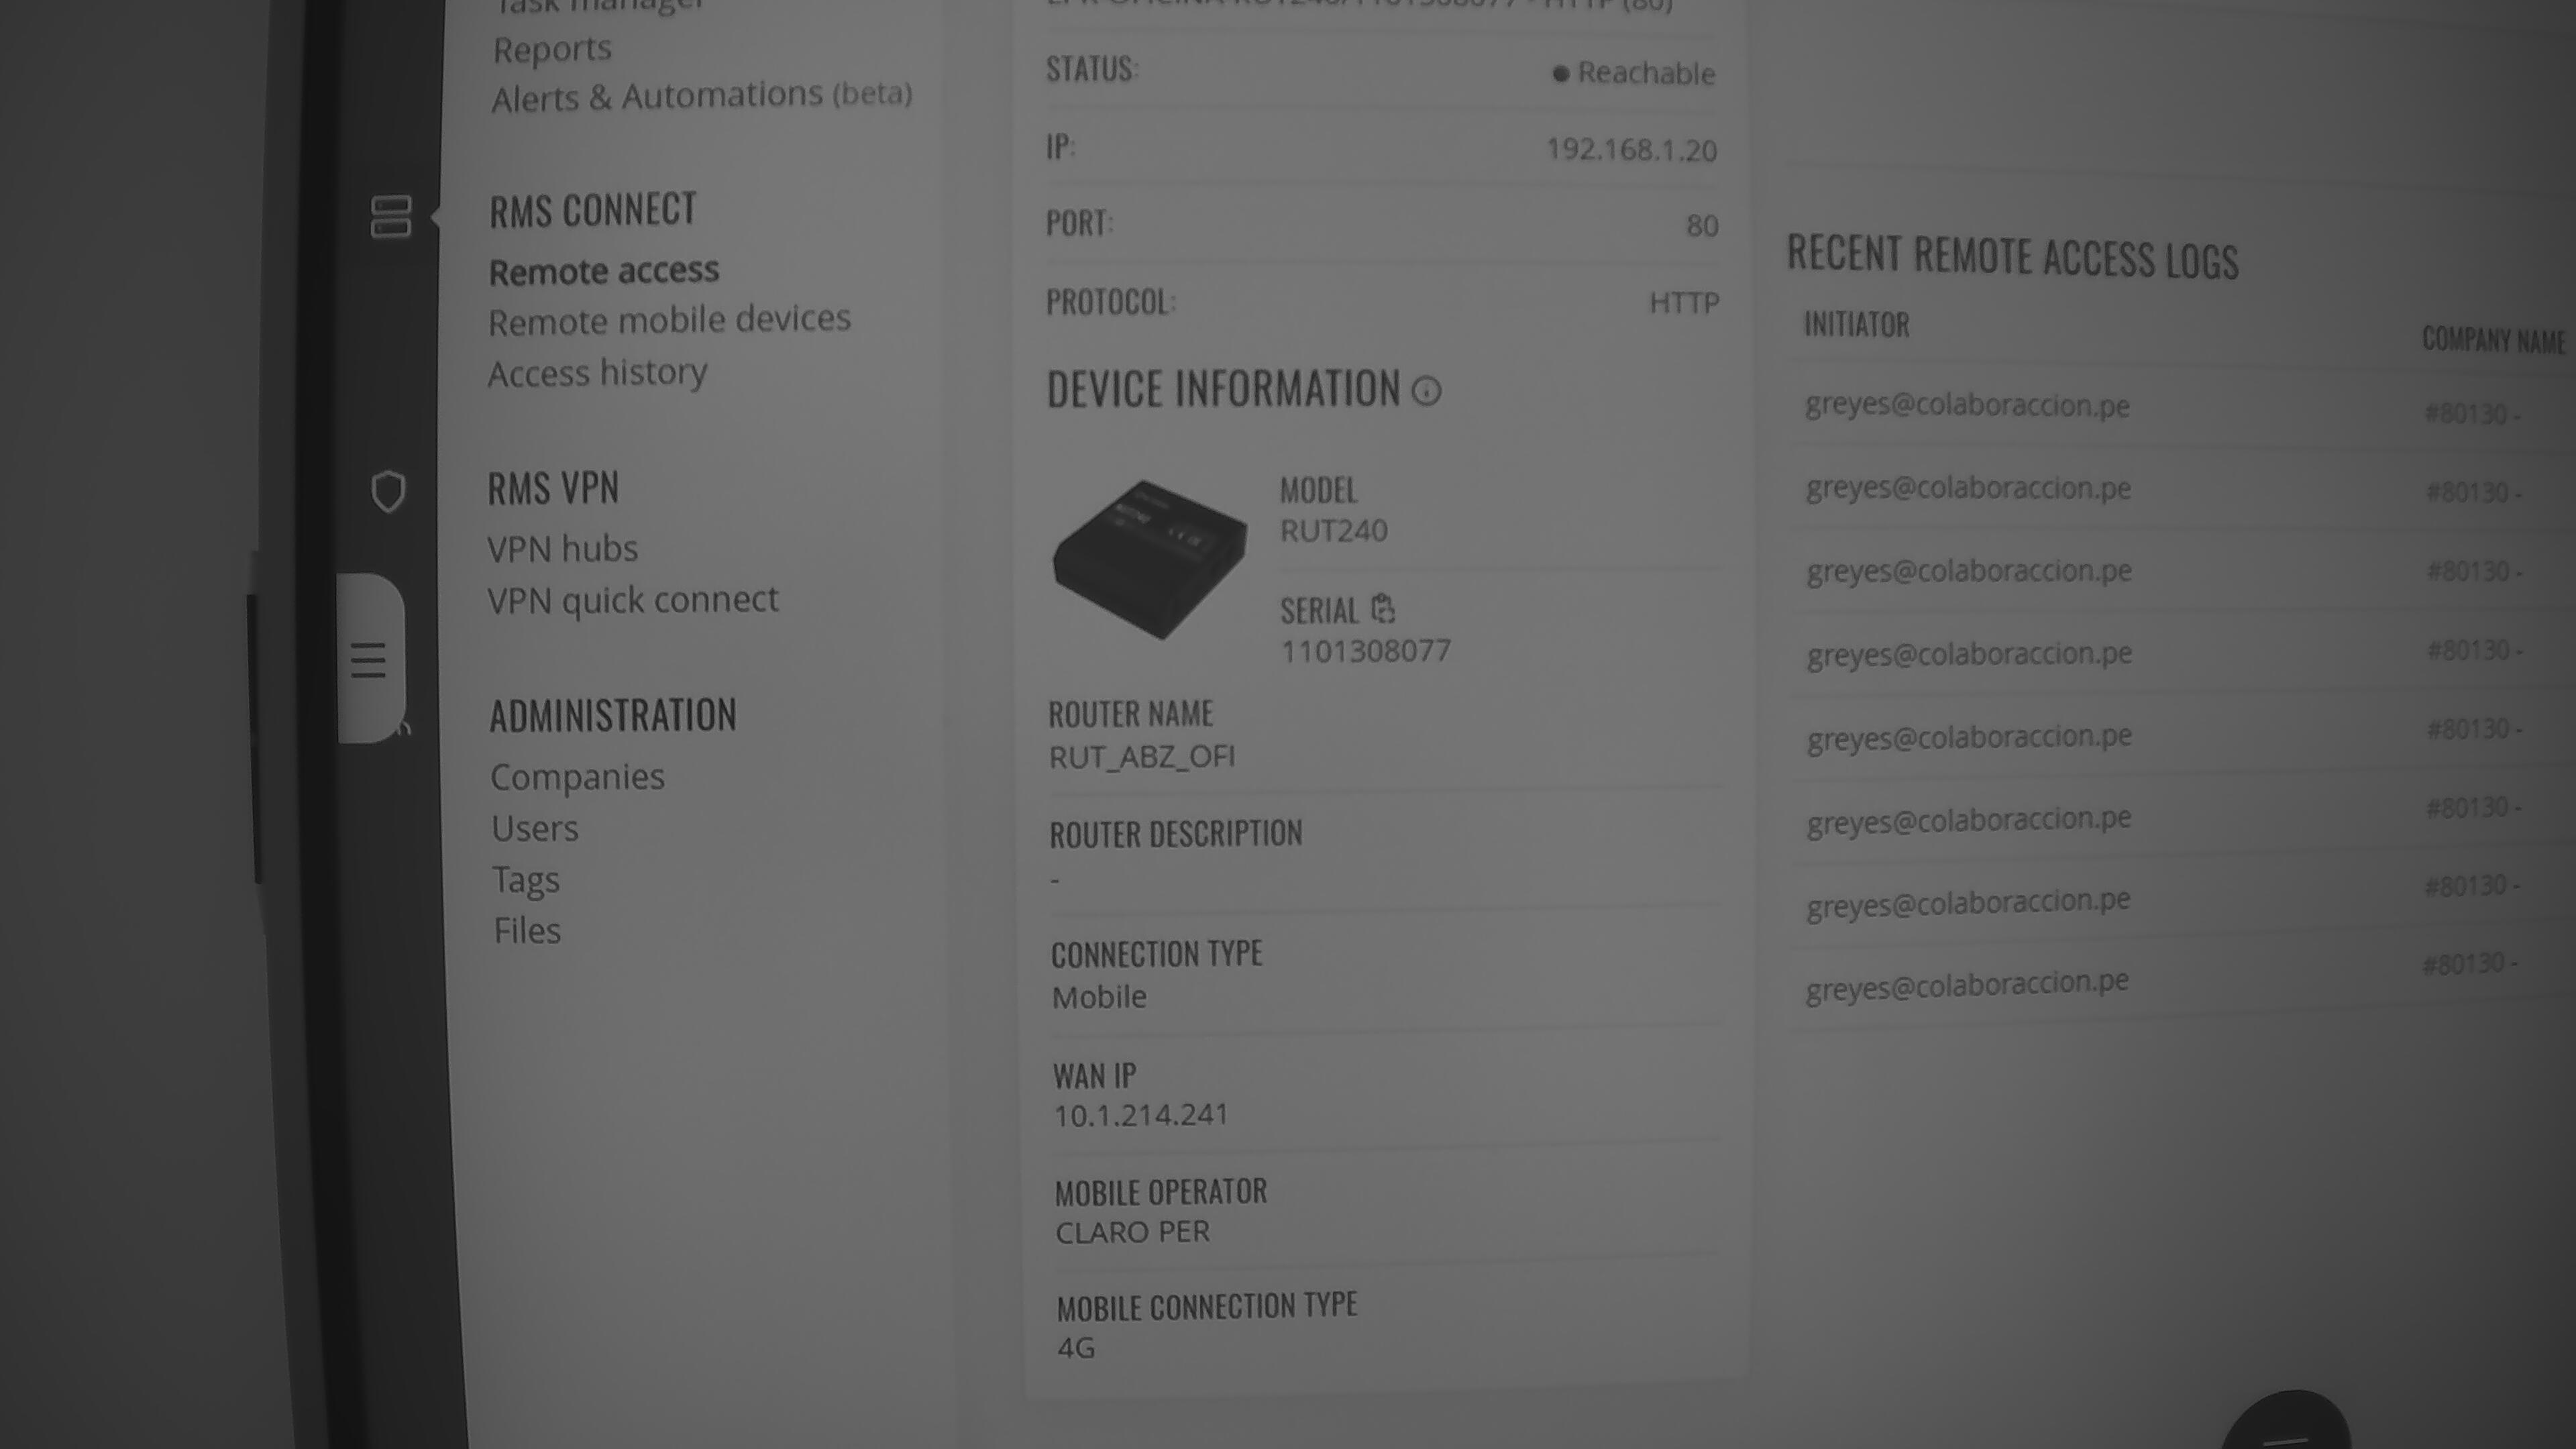 Task manager
Reports
Alerts & Automations (beta)
RMS CONNECT
Remote access
Remote mobile devices
Access history
RMS VPN
VPN hubs
VPN quick connect
ADMINISTRATION
Companies
Users
Tags
Files
STATUS:
Reachable
IP:
192.168.1.20
PORT:
80
PROTOCOL:
HTTP
DEVICE INFORMATION
MODEL
RUT240
SERIAL
1101308077
ROUTER NAME
RUT_ABZ_OFI
ROUTER DESCRIPTION
-
CONNECTION TYPE
Mobile
WAN IP
10.1.214.241
MOBILE OPERATOR
CLARO PER
MOBILE CONNECTION TYPE
4G
RECENT REMOTE ACCESS LOGS
INITIATOR COMPANY NAME
greyes@colaboraccion.pe #80130 -
greyes@colaboraccion.pe #80130 -
greyes@colaboraccion.pe #80130 -
greyes@colaboraccion.pe #80130 -
greyes@colaboraccion.pe #80130 -
greyes@colaboraccion.pe #80130 -
greyes@colaboraccion.pe #80130 -
greyes@colaboraccion.pe #80130 -